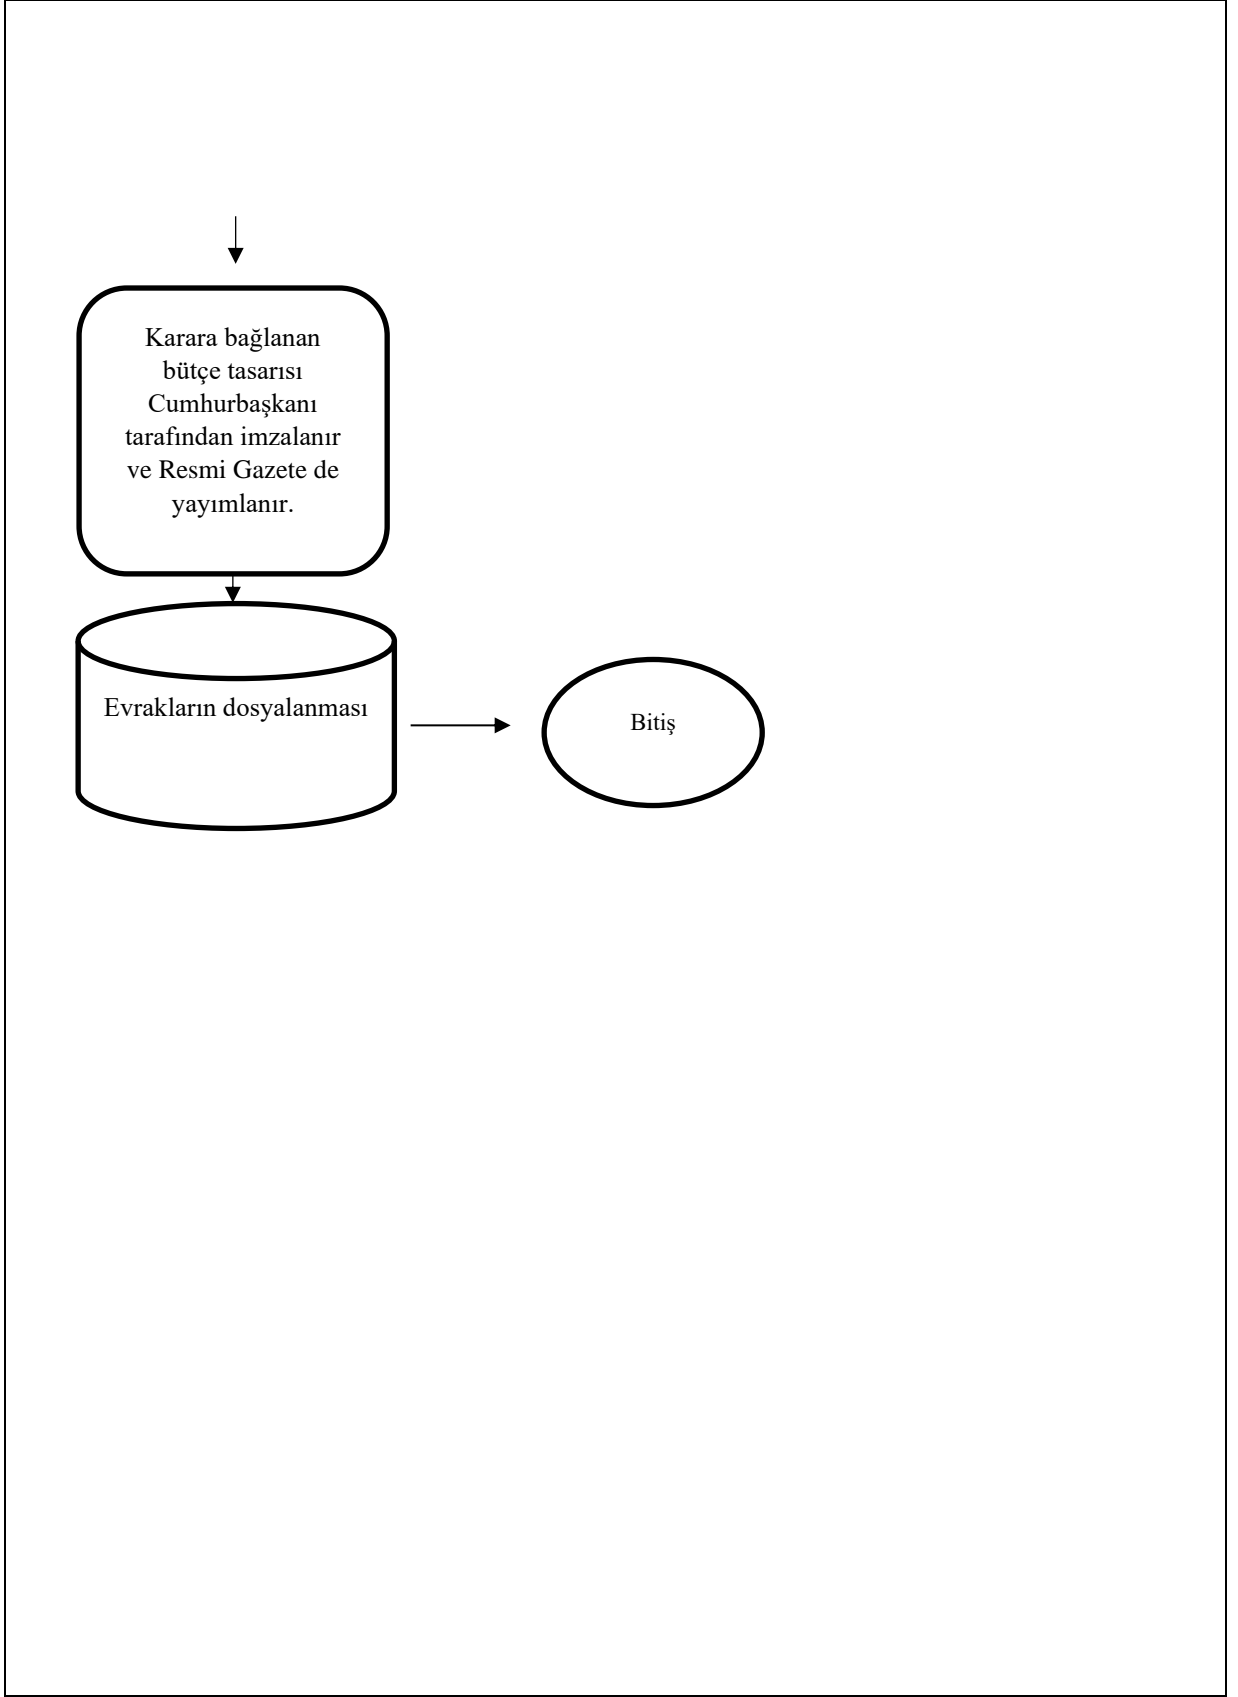 Karara bağlanan
bütçe tasarısı
Cumhurbaşkanı
tarafından imzalanır
ve Resmi Gazete de
yayımlanır.
Evrakların dosyalanması
Bitiş